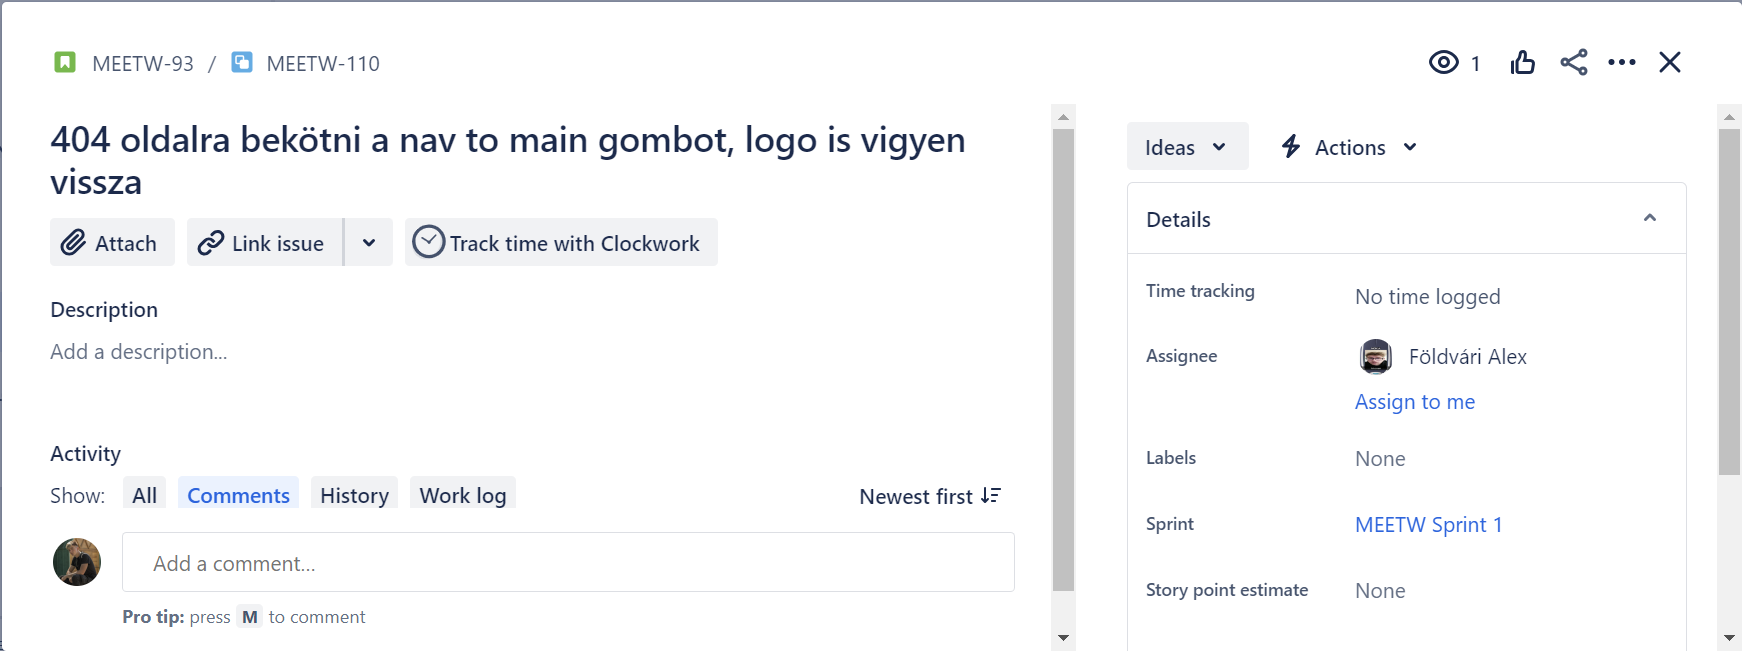 MEETW-93 / MEETW-110
1
404 oldalra bekötni a nav to main gombot, logo is vigyen
vissza
Attach
Link issue
Track time with Clockwork
Description
Add a description...
Activity
Show: All Comments History Work log
Newest first
Add a comment...
Pro tip: press M to comment
Ideas
Actions
Details
Time tracking No time logged
Assignee Földvári Alex
Assign to me
Labels None
Sprint MEETW Sprint 1
Story point estimate None